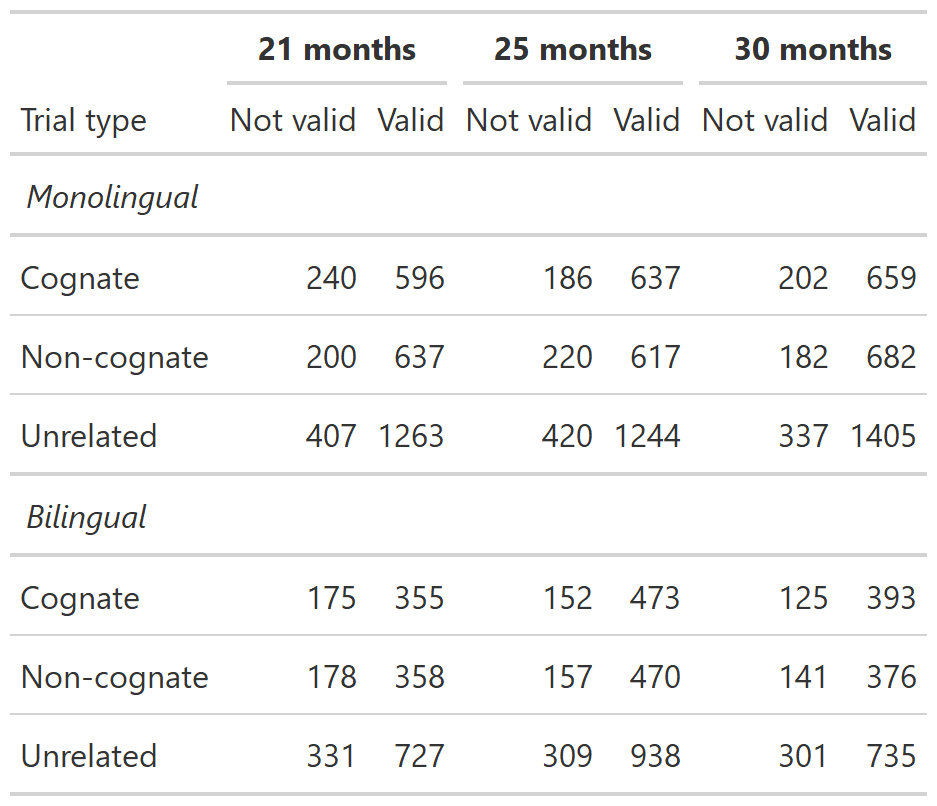 21 months 25 months 30 months
Trial type Not valid Valid Not valid Valid Not valid Valid
Monolingual
Cognate 240 596 186 637 202 659
Non-cognate 200 637 220 617 182 682
Unrelated 407 1263 420 1244 337 1405
Bilingual
Cognate 175 355 152 473 125 393
Non-cognate 178 358 157 470 141 376
Unrelated 331 727 309 938 301 735